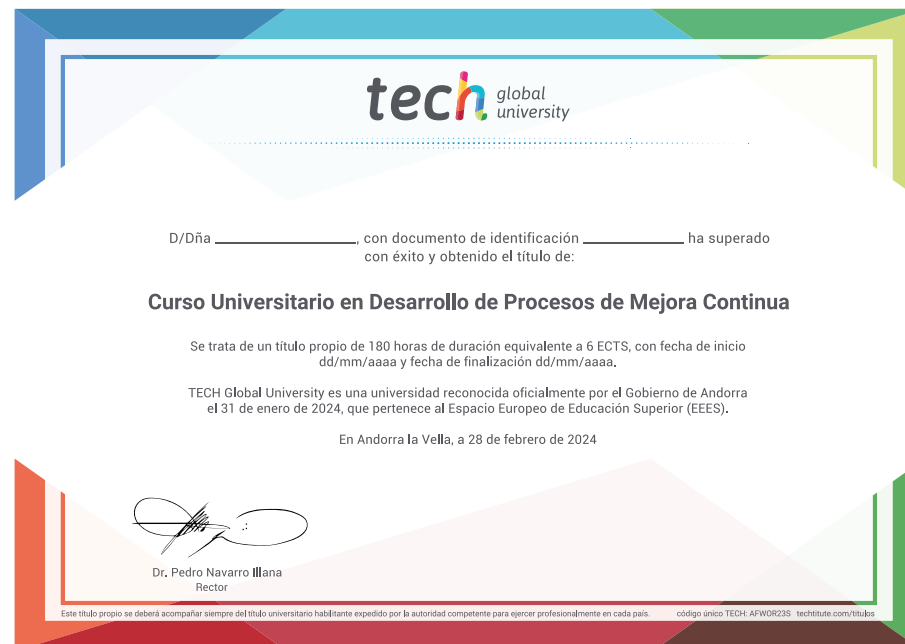 tech global
university
D/Dña ___________________, con documento de identificación ______________ ha superado
con éxito y obtenido el título de:
Curso Universitario en Desarrollo de Procesos de Mejora Continua
Se trata de un título propio de 180 horas de duración equivalente a 6 ECTS, con fecha de inicio
dd/mm/aaaa y fecha de finalización dd/mm/aaaa.
TECH Global University es una universidad reconocida oficialmente por el Gobierno de Andorra
el 31 de enero de 2024, que pertenece al Espacio Europeo de Educación Superior (EEES).
En Andorra la Vella, a 28 de febrero de 2024
Dr. Pedro Navarro Illana
Rector
Este título propio se deberá acompañar siempre del título universitario habilitante expedido por la autoridad competente para ejercer profesionalmente en cada país. código único TECH: AFWOR23S techtitute.com/titulos